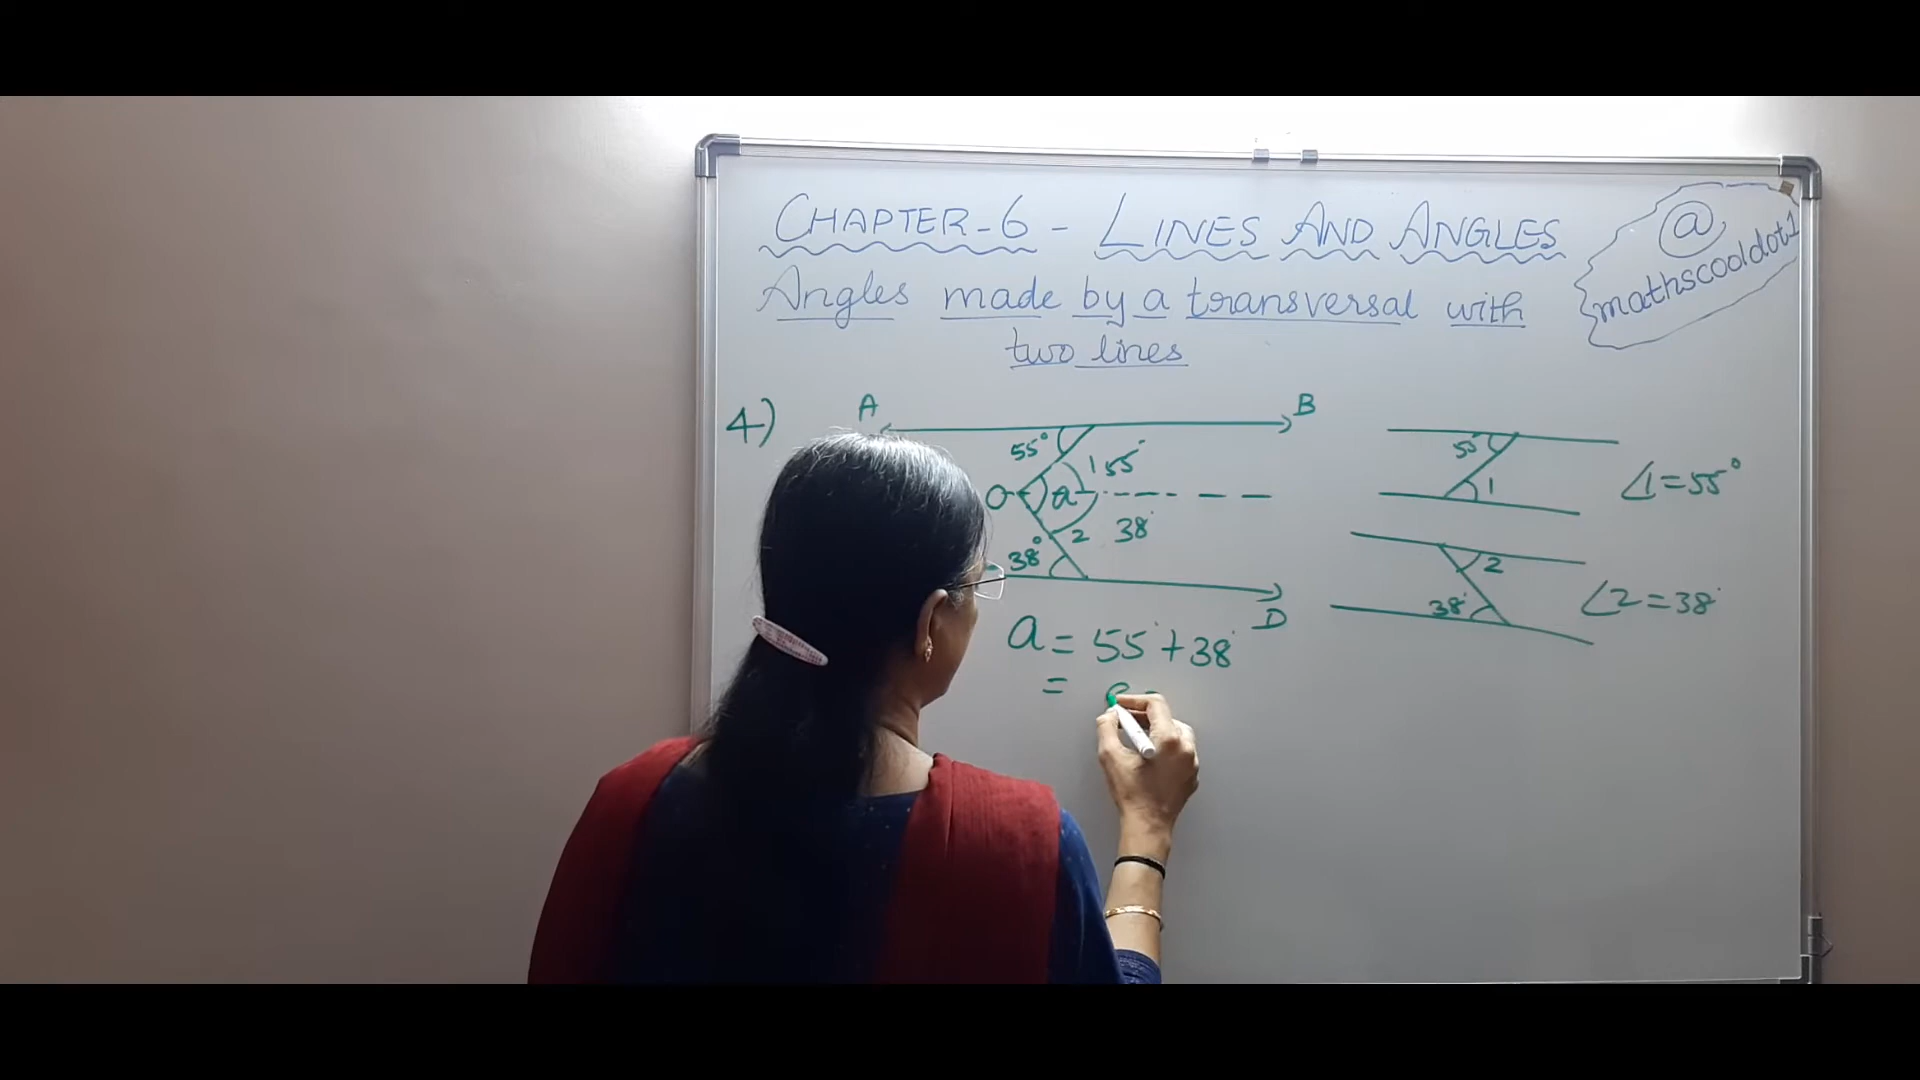 CHAPTER-6 - LINES AND ANGLES
@mathscooldot1
Angles made by a transversal with
two lines
4)
A B
55° 1 55°
O a
38° 2 38°
D
a = 55° + 38°
=
55° 1
∠1 = 55°
2
38°
∠2 = 38°